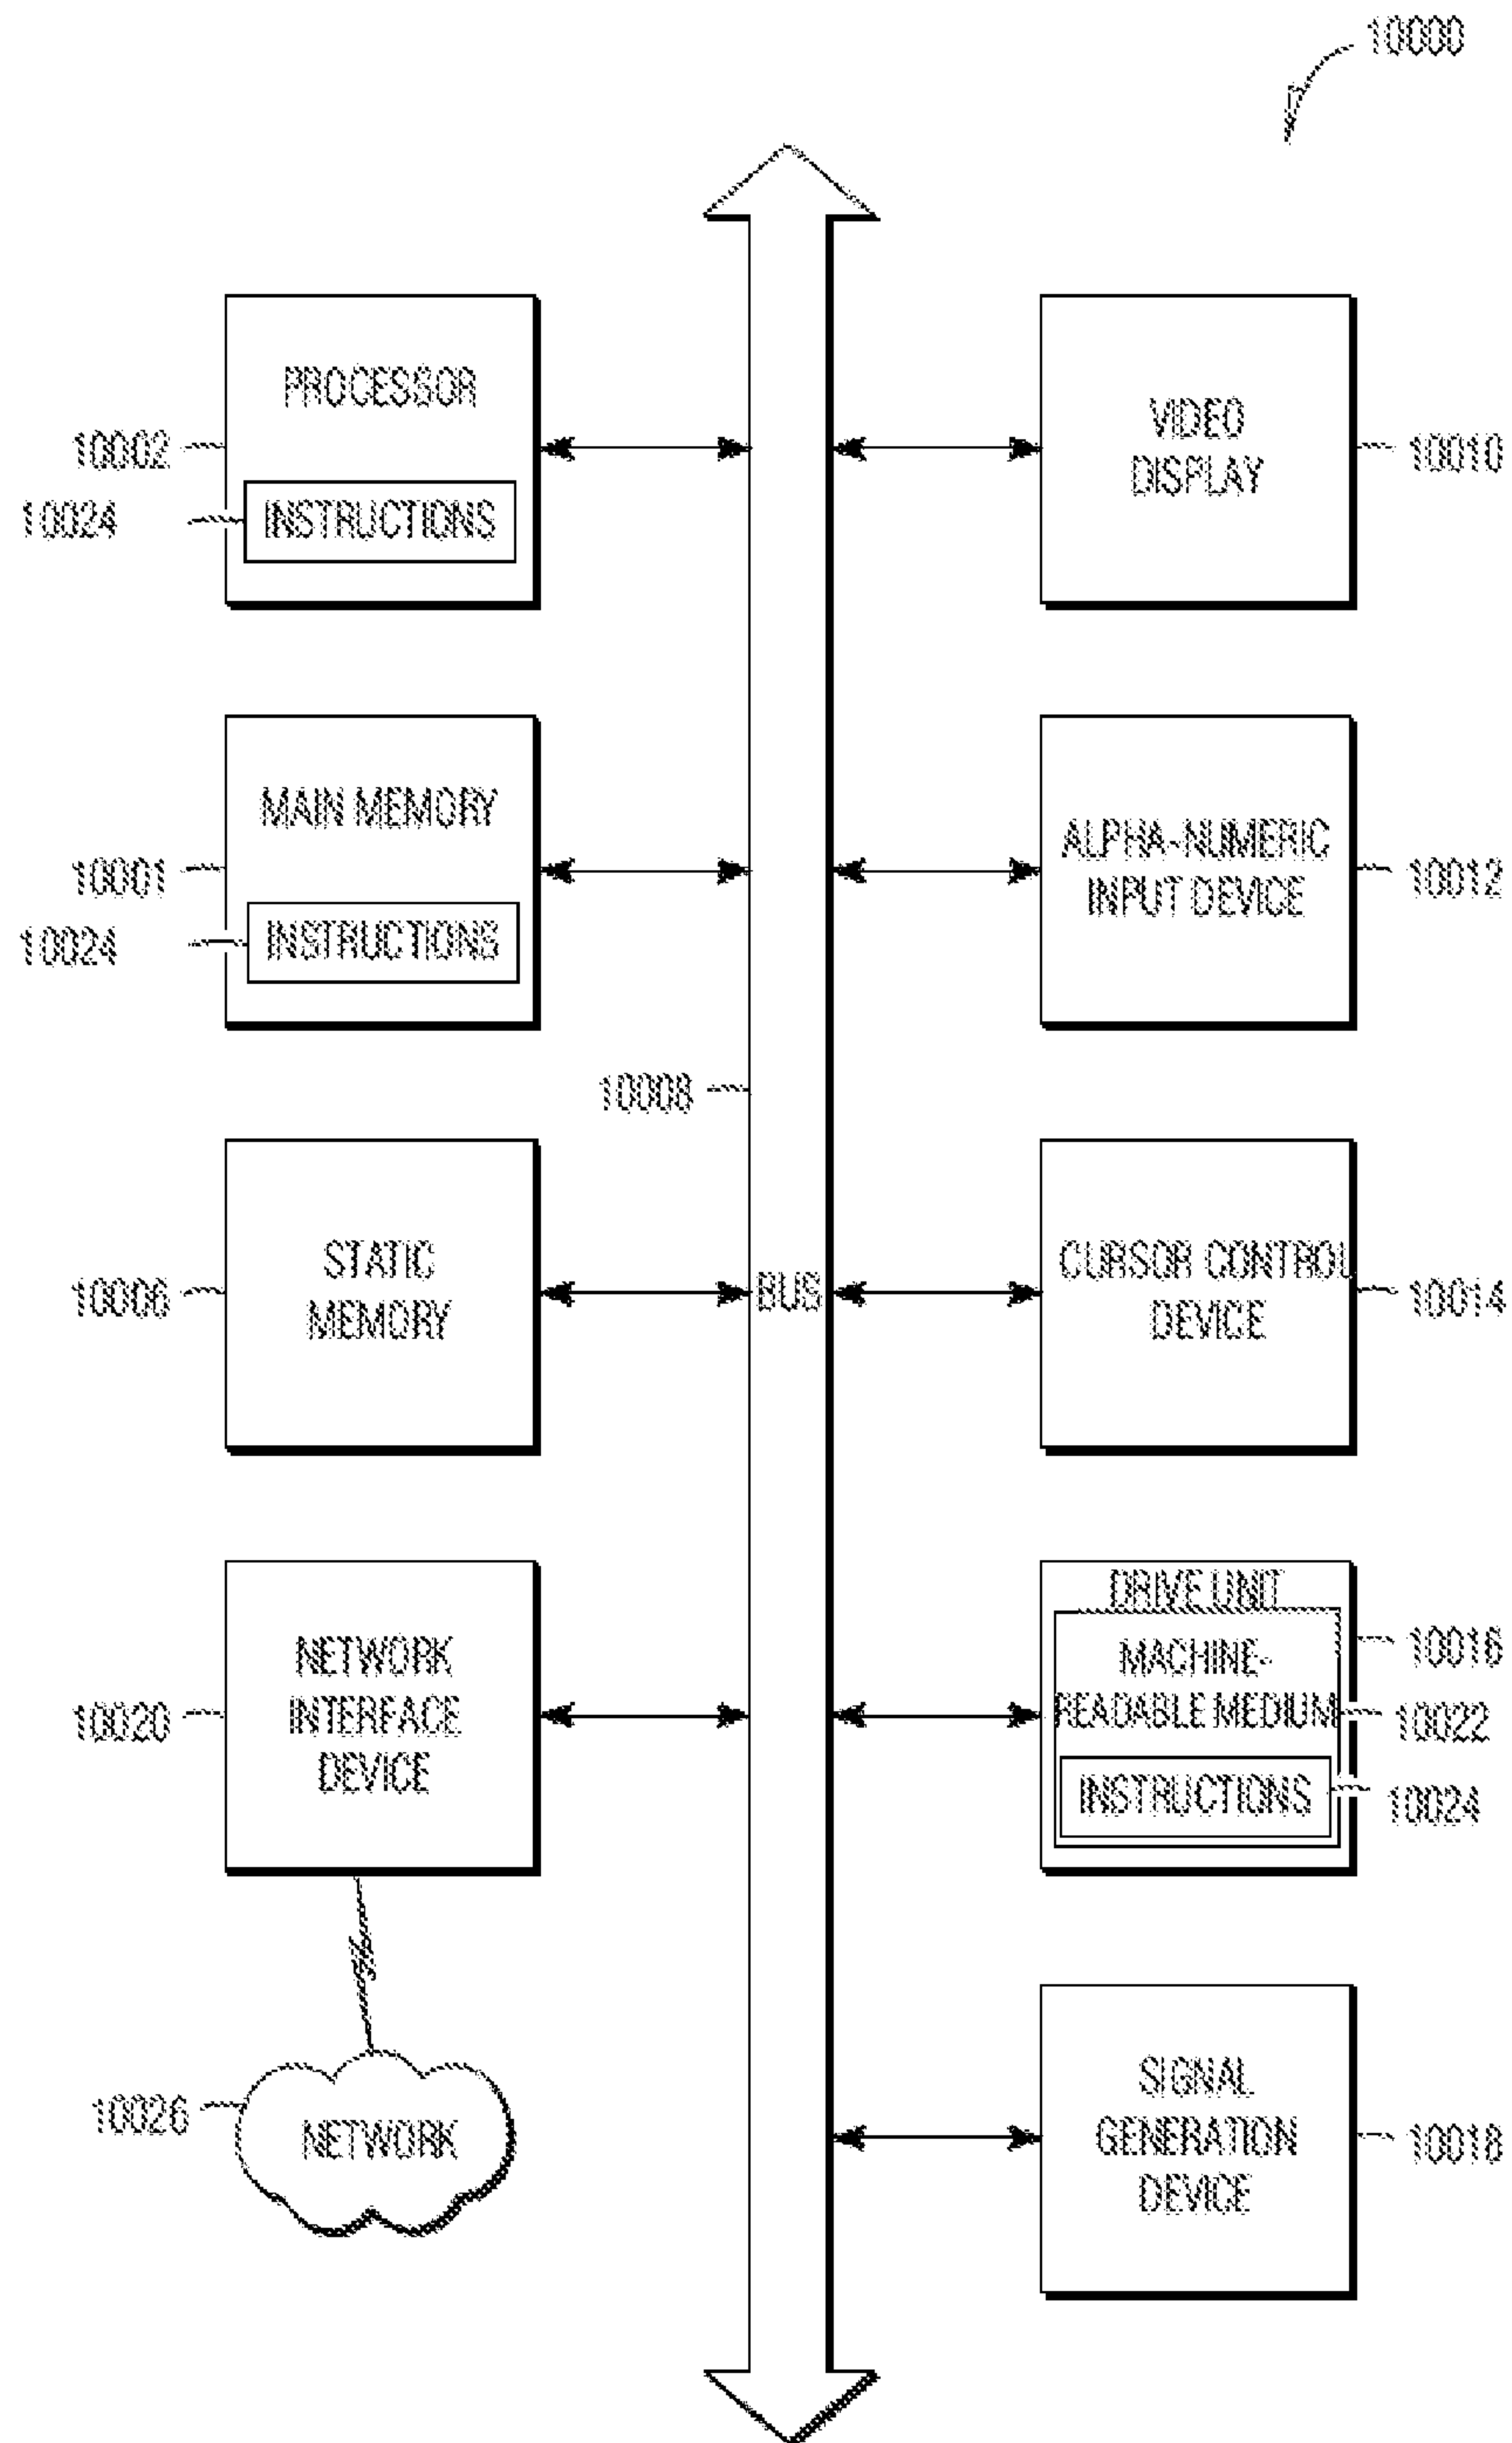 10000
PROCESSOR
10002
10024
INSTRUCTIONS
VIDEO
DISPLAY
10010
MAIN MEMORY
10001
10024
INSTRUCTIONS
ALPHA-NUMERIC
INPUT DEVICE
10012
10008
STATIC
MEMORY
10006
BUS
CURSOR CONTROL
DEVICE
10014
NETWORK
INTERFACE
DEVICE
10020
DRIVE UNIT
10016
MACHINE-
READABLE MEDIUM
10022
INSTRUCTIONS
10024
10026
NETWORK
SIGNAL
GENERATION
DEVICE
10018